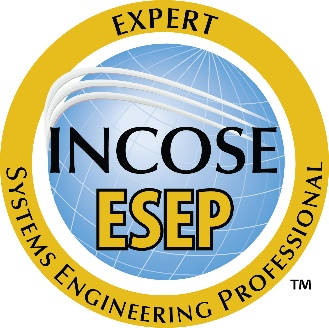 EXPERT
INCOSE
ESEP
SYSTEMS ENGINEERING PROFESSIONAL
TM